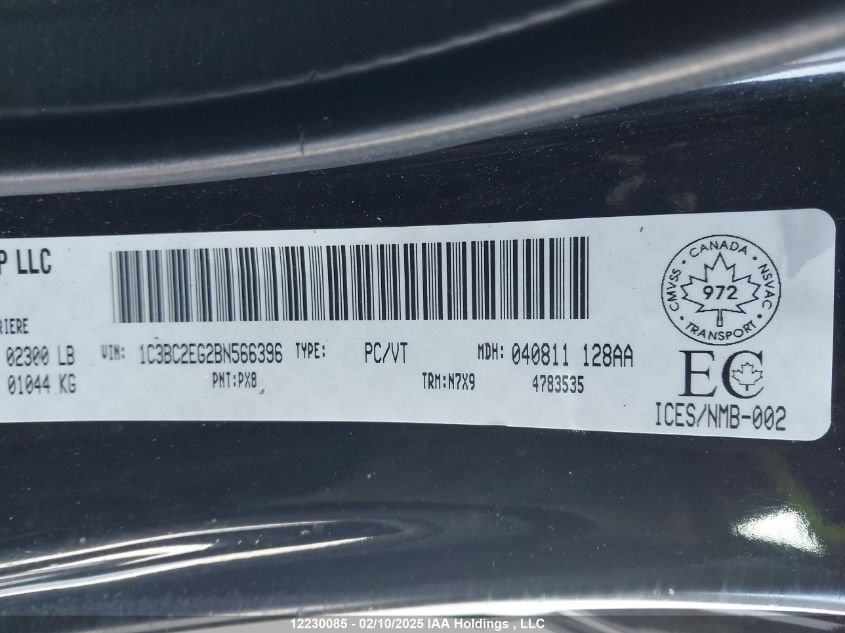 P LLC
RIERE
02300 LB
01044 KG
VIN: 1C3BC2EG2BN566396 TYPE: PC/VT MDH: 040811 128AA
PNT:PX8 TRM:N7X9 4783535
CANADA
CMVSS NSVAC
972
TRANSPORT
EC
ICES/NMB-002
12230085 - 02/10/2025 IAA Holdings , LLC